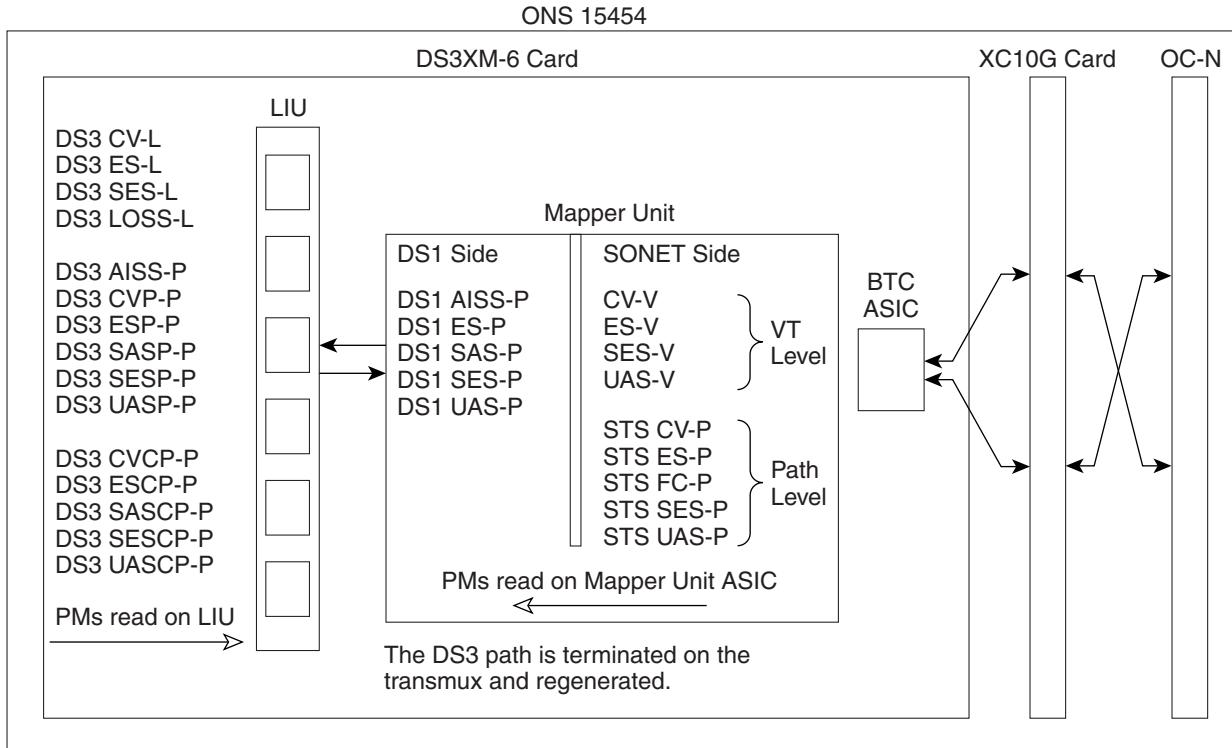 ONS 15454
DS3XM-6 Card
XC10G Card
OC-N
LIU
DS3 CV-L
DS3 ES-L
DS3 SES-L
DS3 LOSS-L
DS3 AISS-P
DS3 CVP-P
DS3 ESP-P
DS3 SASP-P
DS3 SESP-P
DS3 UASP-P
DS3 CVCP-P
DS3 ESCP-P
DS3 SASCP-P
DS3 SESCP-P
DS3 UASCP-P
PMs read on LIU
Mapper Unit
DS1 Side
DS1 AISS-P
DS1 ES-P
DS1 SAS-P
DS1 SES-P
DS1 UAS-P
SONET Side
CV-V
ES-V
SES-V
UAS-V
VT
Level
STS CV-P
STS ES-P
STS FC-P
STS SES-P
STS UAS-P
Path
Level
PMs read on Mapper Unit ASIC
The DS3 path is terminated on the
transmux and regenerated.
BTC
ASIC